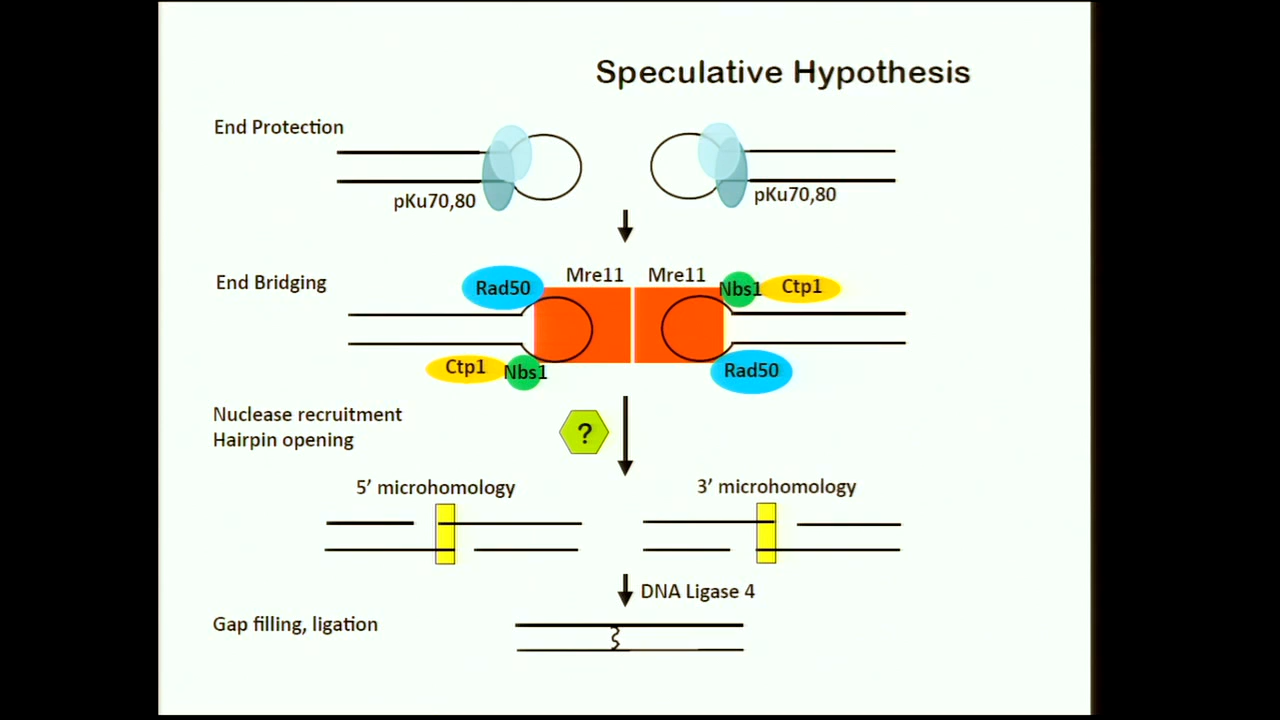 Speculative Hypothesis
End Protection
pKu70,80
pKu70,80
End Bridging
Rad50
Mre11
Mre11
Nbs1
Ctp1
Ctp1
Nbs1
Rad50
Nuclease recruitment
Hairpin opening
?
5’ microhomology
3’ microhomology
DNA Ligase 4
Gap filling, ligation